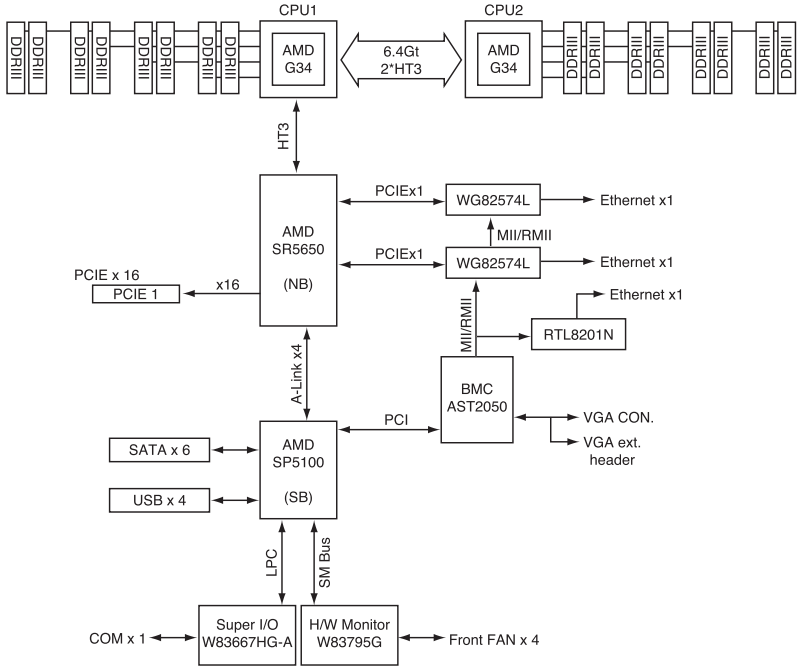 CPU1
CPU2
DDRIII
DDRIII
DDRIII
DDRIII
DDRIII
DDRIII
DDRIII
DDRIII
AMD
G34
6.4Gt
2*HT3
AMD
G34
DDRIII
DDRIII
DDRIII
DDRIII
DDRIII
DDRIII
DDRIII
DDRIII
HT3
AMD
SR5650
(NB)
PCIEx1
WG82574L
Ethernet x1
MII/RMII
PCIEx1
WG82574L
Ethernet x1
PCIE x 16
PCIE 1
x16
Ethernet x1
MII/RMII
RTL8201N
A-Link x4
BMC
AST2050
PCI
VGA CON.
VGA ext.
header
AMD
SP5100
(SB)
SATA x 6
USB x 4
LPC
SM Bus
Super I/O
W83667HG-A
H/W Monitor
W83795G
COM x 1
Front FAN x 4